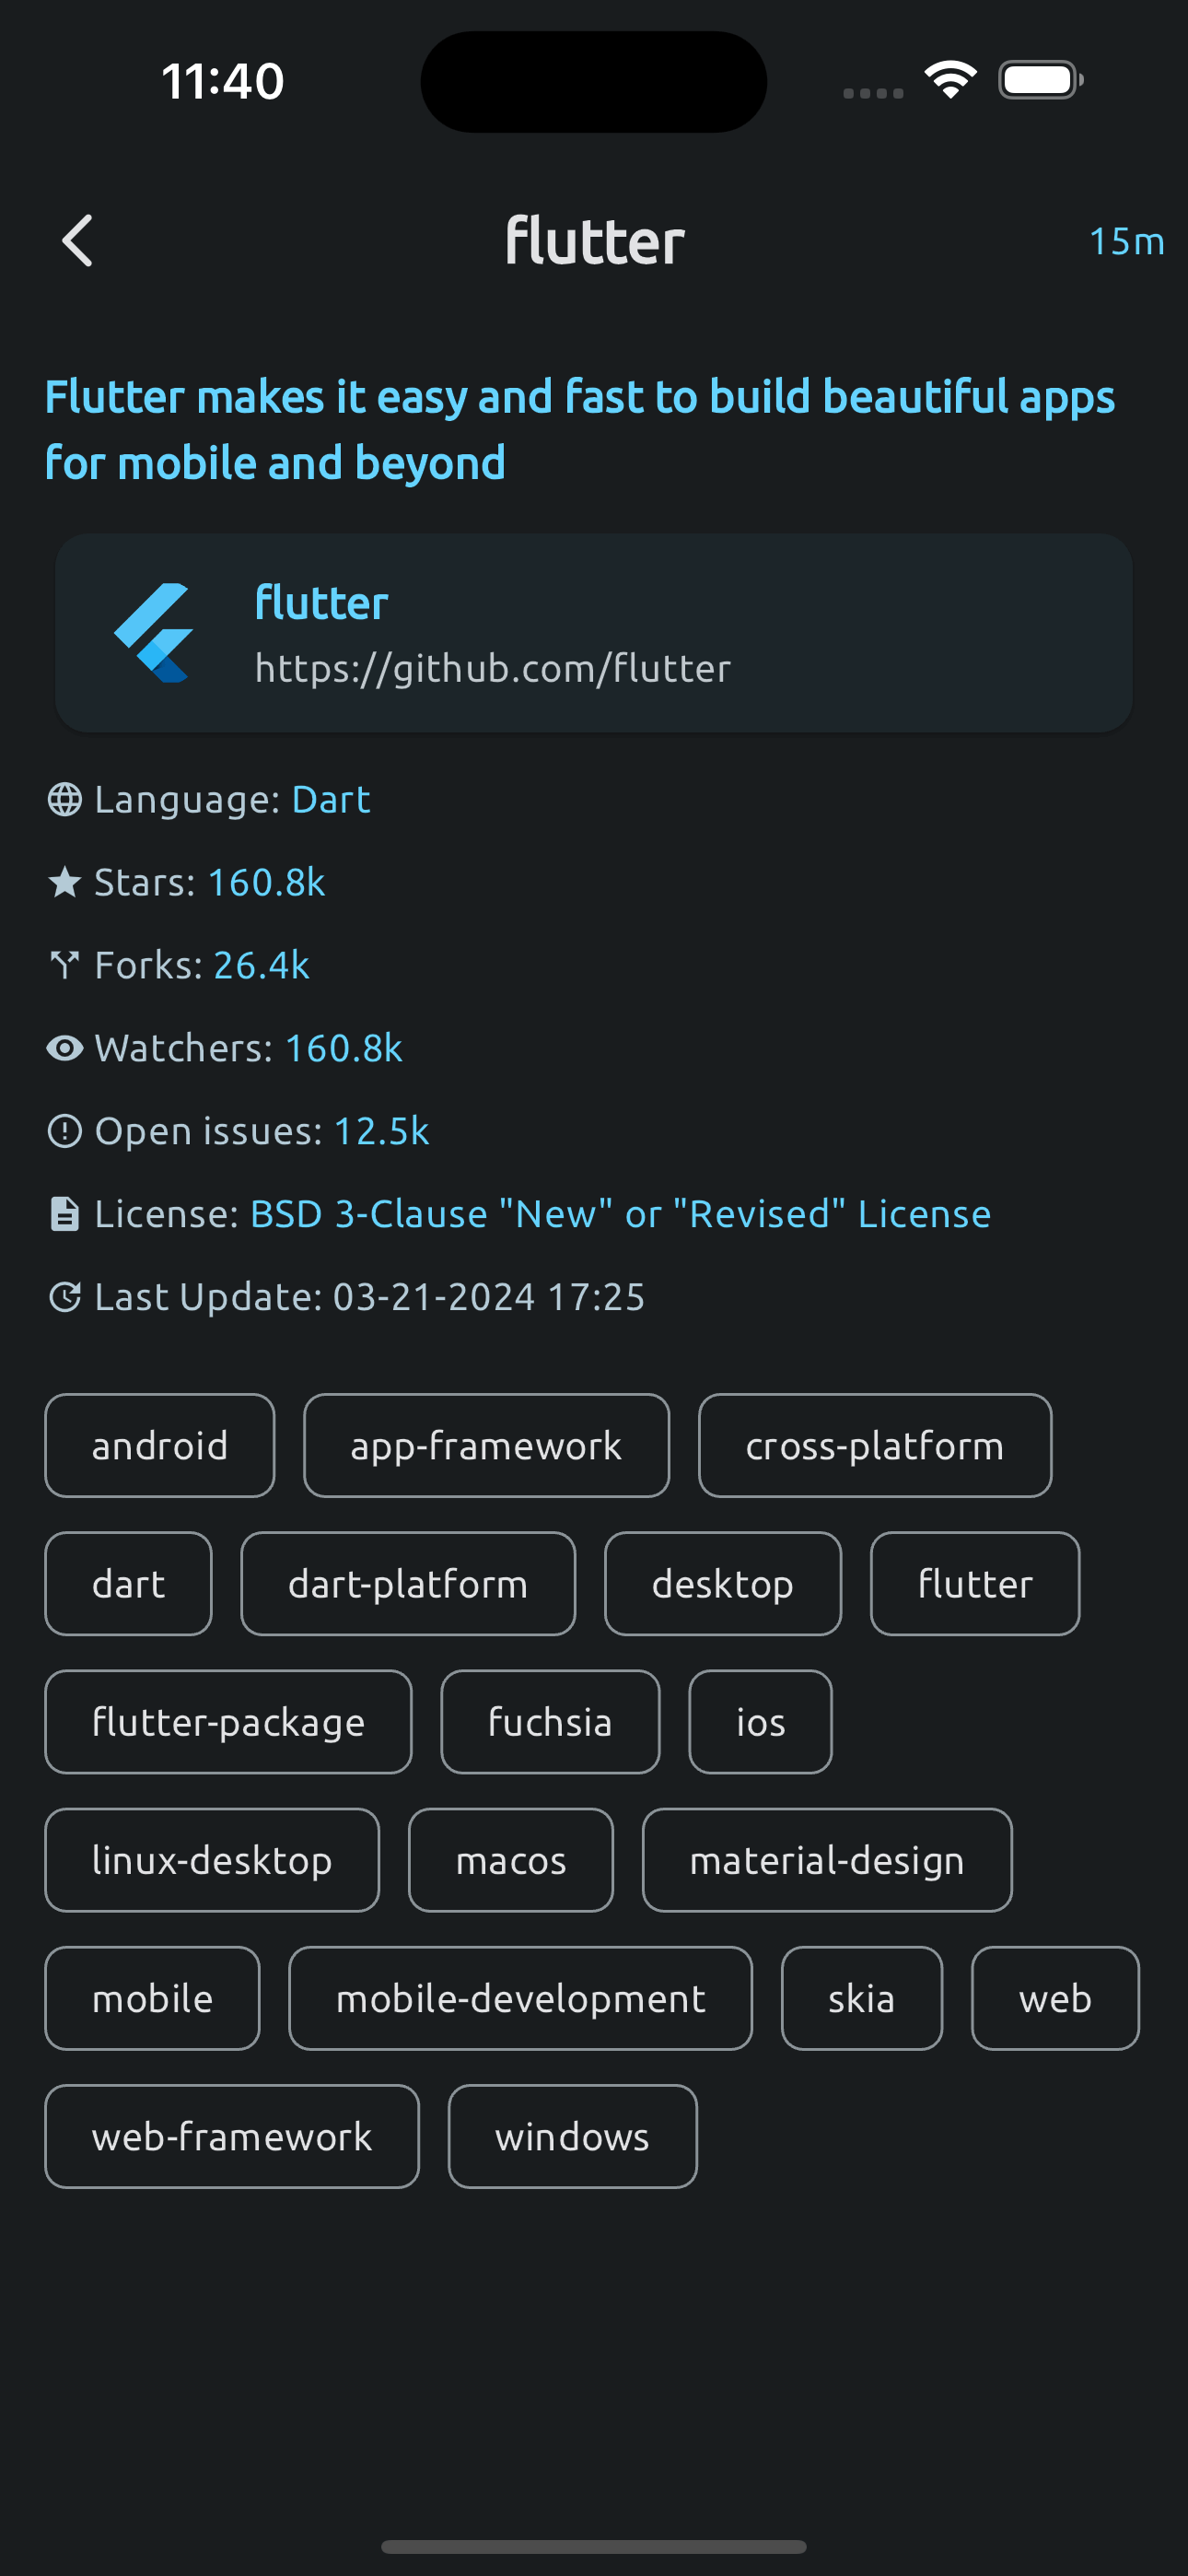 11:40
flutter 15m
Flutter makes it easy and fast to build beautiful apps
for mobile and beyond
flutter
https://github.com/flutter
Language: Dart
Stars: 160.8k
Forks: 26.4k
Watchers: 160.8k
Open issues: 12.5k
License: BSD 3-Clause "New" or "Revised" License
Last Update: 03-21-2024 17:25
android app-framework cross-platform
dart dart-platform desktop flutter
flutter-package fuchsia ios
linux-desktop macos material-design
mobile mobile-development skia web
web-framework windows